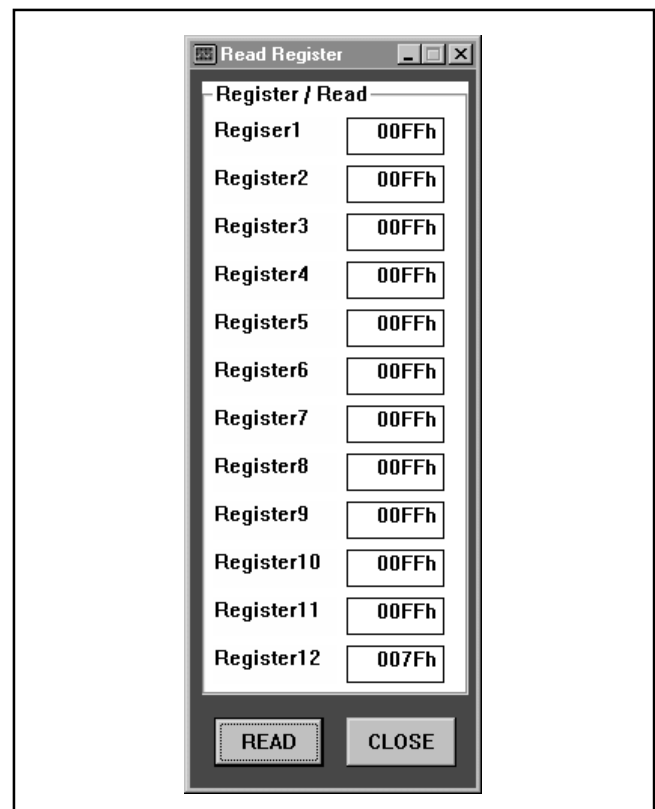 Read Register
Register / Read
Regiser1 00FFh
Register2 00FFh
Register3 00FFh
Register4 00FFh
Register5 00FFh
Register6 00FFh
Register7 00FFh
Register8 00FFh
Register9 00FFh
Register10 00FFh
Register11 00FFh
Register12 007Fh
READ CLOSE